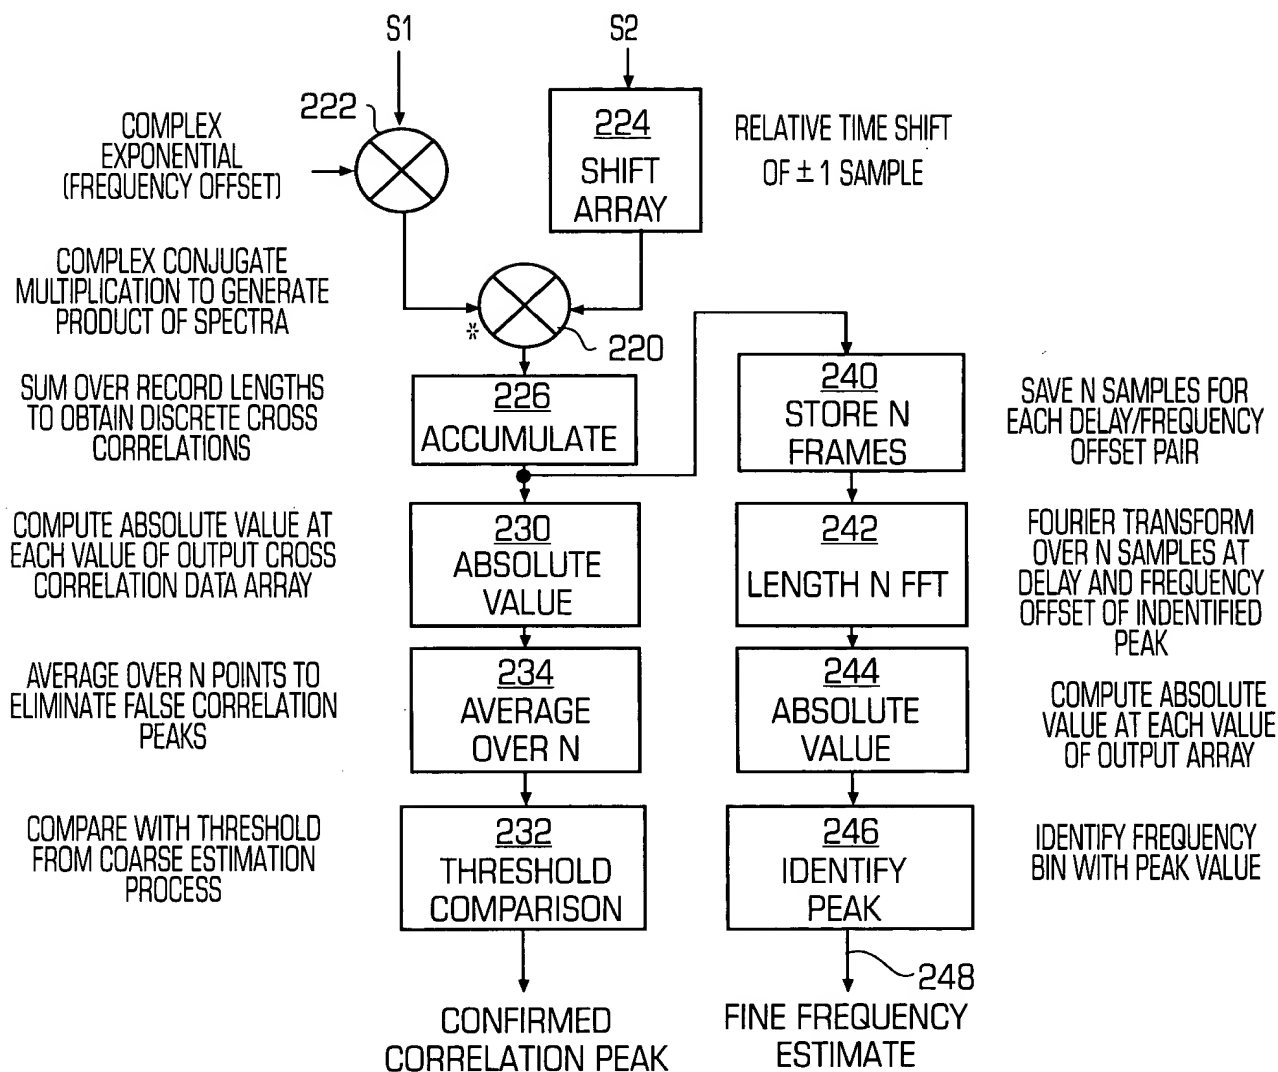 S1
S2
222
COMPLEX
EXPONENTIAL
(FREQUENCY OFFSET)
224
SHIFT
ARRAY
RELATIVE TIME SHIFT
OF ± 1 SAMPLE
COMPLEX CONJUGATE
MULTIPLICATION TO GENERATE
PRODUCT OF SPECTRA
*
220
SUM OVER RECORD LENGTHS
TO OBTAIN DISCRETE CROSS
CORRELATIONS
226
ACCUMULATE
240
STORE N
FRAMES
SAVE N SAMPLES FOR
EACH DELAY/FREQUENCY
OFFSET PAIR
COMPUTE ABSOLUTE VALUE AT
EACH VALUE OF OUTPUT CROSS
CORRELATION DATA ARRAY
230
ABSOLUTE
VALUE
242
LENGTH N FFT
FOURIER TRANSFORM
OVER N SAMPLES AT
DELAY AND FREQUENCY
OFFSET OF INDENTIFIED
PEAK
AVERAGE OVER N POINTS TO
ELIMINATE FALSE CORRELATION
PEAKS
234
AVERAGE
OVER N
244
ABSOLUTE
VALUE
COMPUTE ABSOLUTE
VALUE AT EACH VALUE
OF OUTPUT ARRAY
COMPARE WITH THRESHOLD
FROM COARSE ESTIMATION
PROCESS
232
THRESHOLD
COMPARISON
246
IDENTIFY
PEAK
IDENTIFY FREQUENCY
BIN WITH PEAK VALUE
248
CONFIRMED
CORRELATION PEAK
FINE FREQUENCY
ESTIMATE